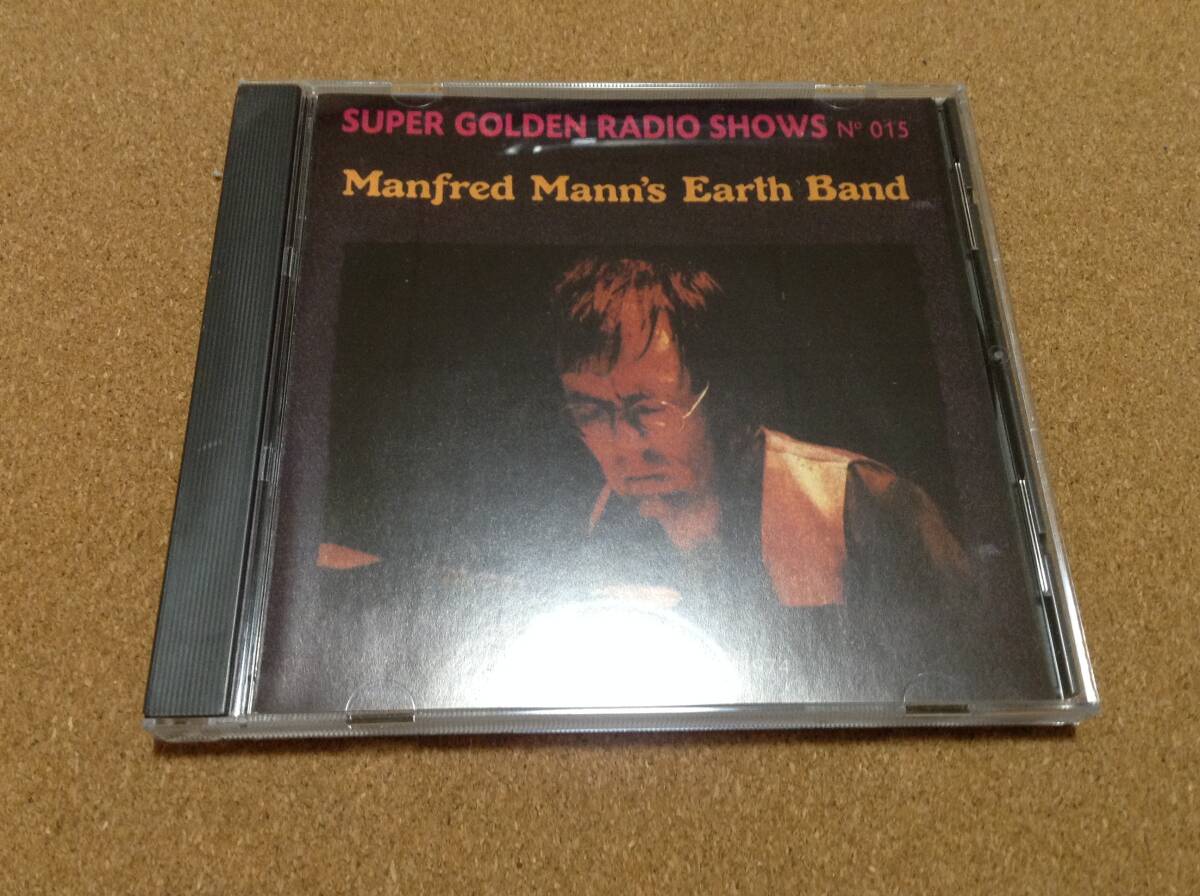 SUPER GOLDEN RADIO SHOWS Nº 015
Manfred Mann's Earth Band